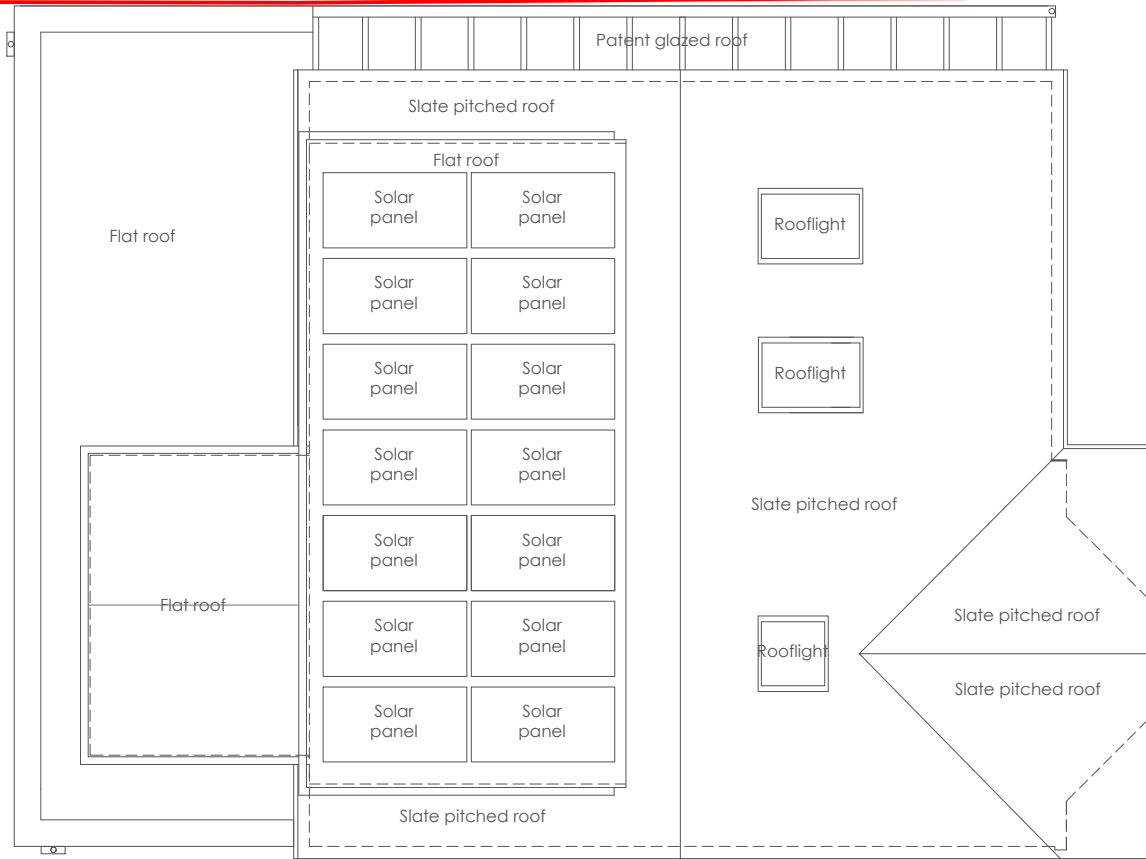 Patent glazed roof
Slate pitched roof
Flat roof
Solar
panel
Solar
panel
Flat roof
Rooflight
Solar
panel
Solar
panel
Solar
panel
Solar
panel
Rooflight
Solar
panel
Solar
panel
Slate pitched roof
Solar
panel
Solar
panel
Flat roof
Solar
panel
Solar
panel
Slate pitched roof
Rooflight
Slate pitched roof
Solar
panel
Solar
panel
Slate pitched roof